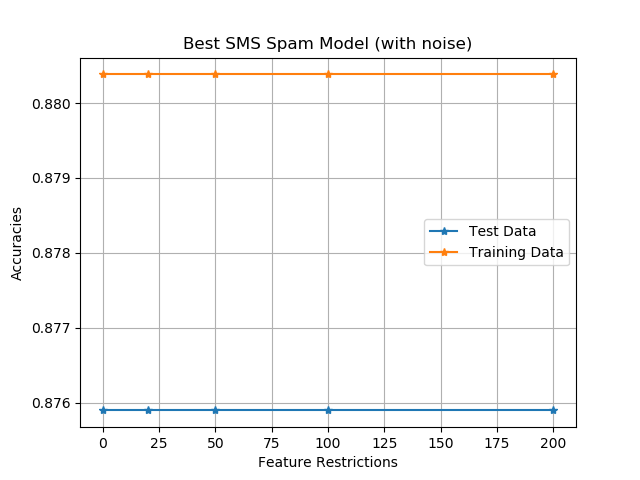 Best SMS Spam Model (with noise)
0.880
0.879
0.878
0.877
0.876
Accuracies
Test Data
Training Data
0 25 50 75 100 125 150 175 200
Feature Restrictions